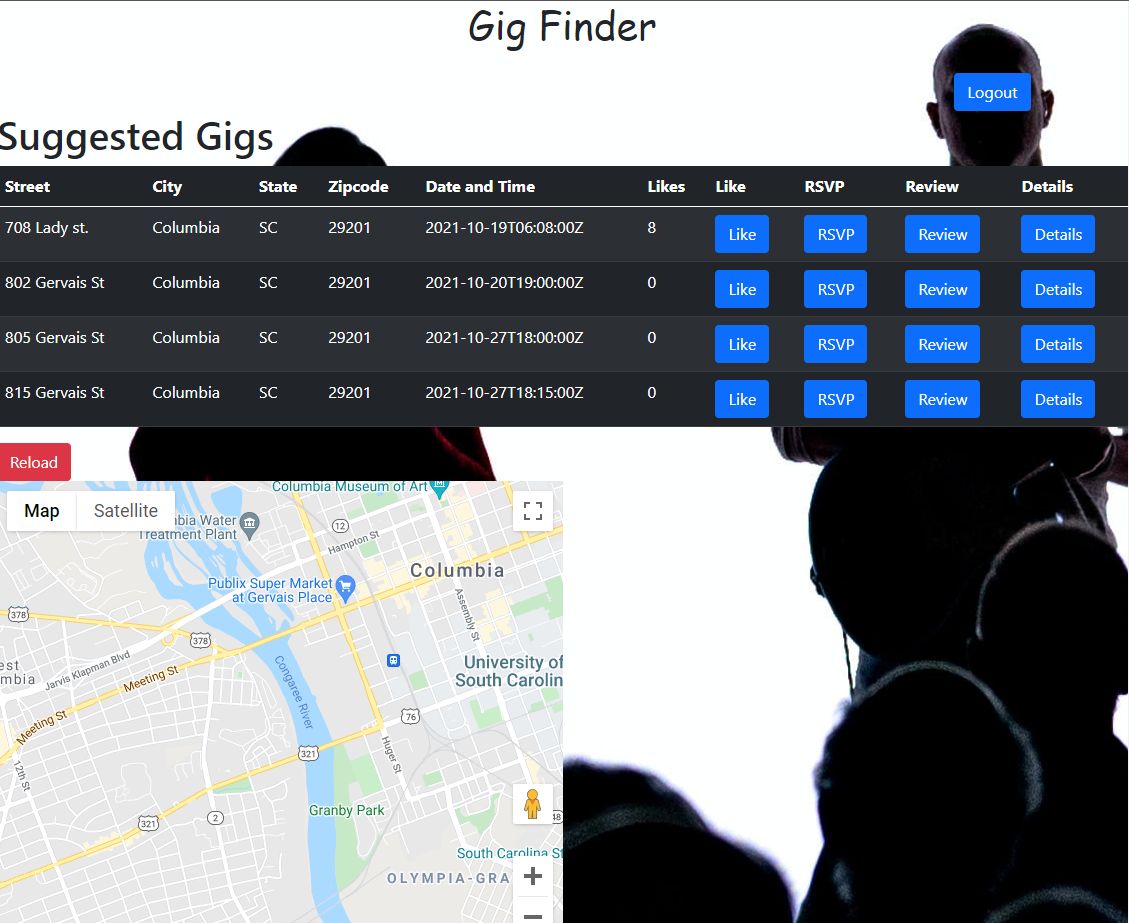 Gig Finder
Logout
Suggested Gigs
Street City State Zipcode Date and Time Likes Like RSVP Review Details
708 Lady st. Columbia SC 29201 2021-10-19T06:08:00Z 8 Like RSVP Review Details
802 Gervais St Columbia SC 29201 2021-10-20T19:00:00Z 0 Like RSVP Review Details
805 Gervais St Columbia SC 29201 2021-10-27T18:00:00Z 0 Like RSVP Review Details
815 Gervais St Columbia SC 29201 2021-10-27T18:15:00Z 0 Like RSVP Review Details
Reload
Columbia Museum of Art
Map Satellite
bia Water
Treatment Plant
12
Hampton St
Columbia
Publix Super Market
at Gervais Place
Assembly St
378
378
est
mbia
Jarvis Klapman Blvd
Meeting St
Meeting St
Congaree River
University of
South Carolin
76
321
Huger St
12th St
Granby Park
321
2
48
South Carolina St
OLYMPIA-GRA